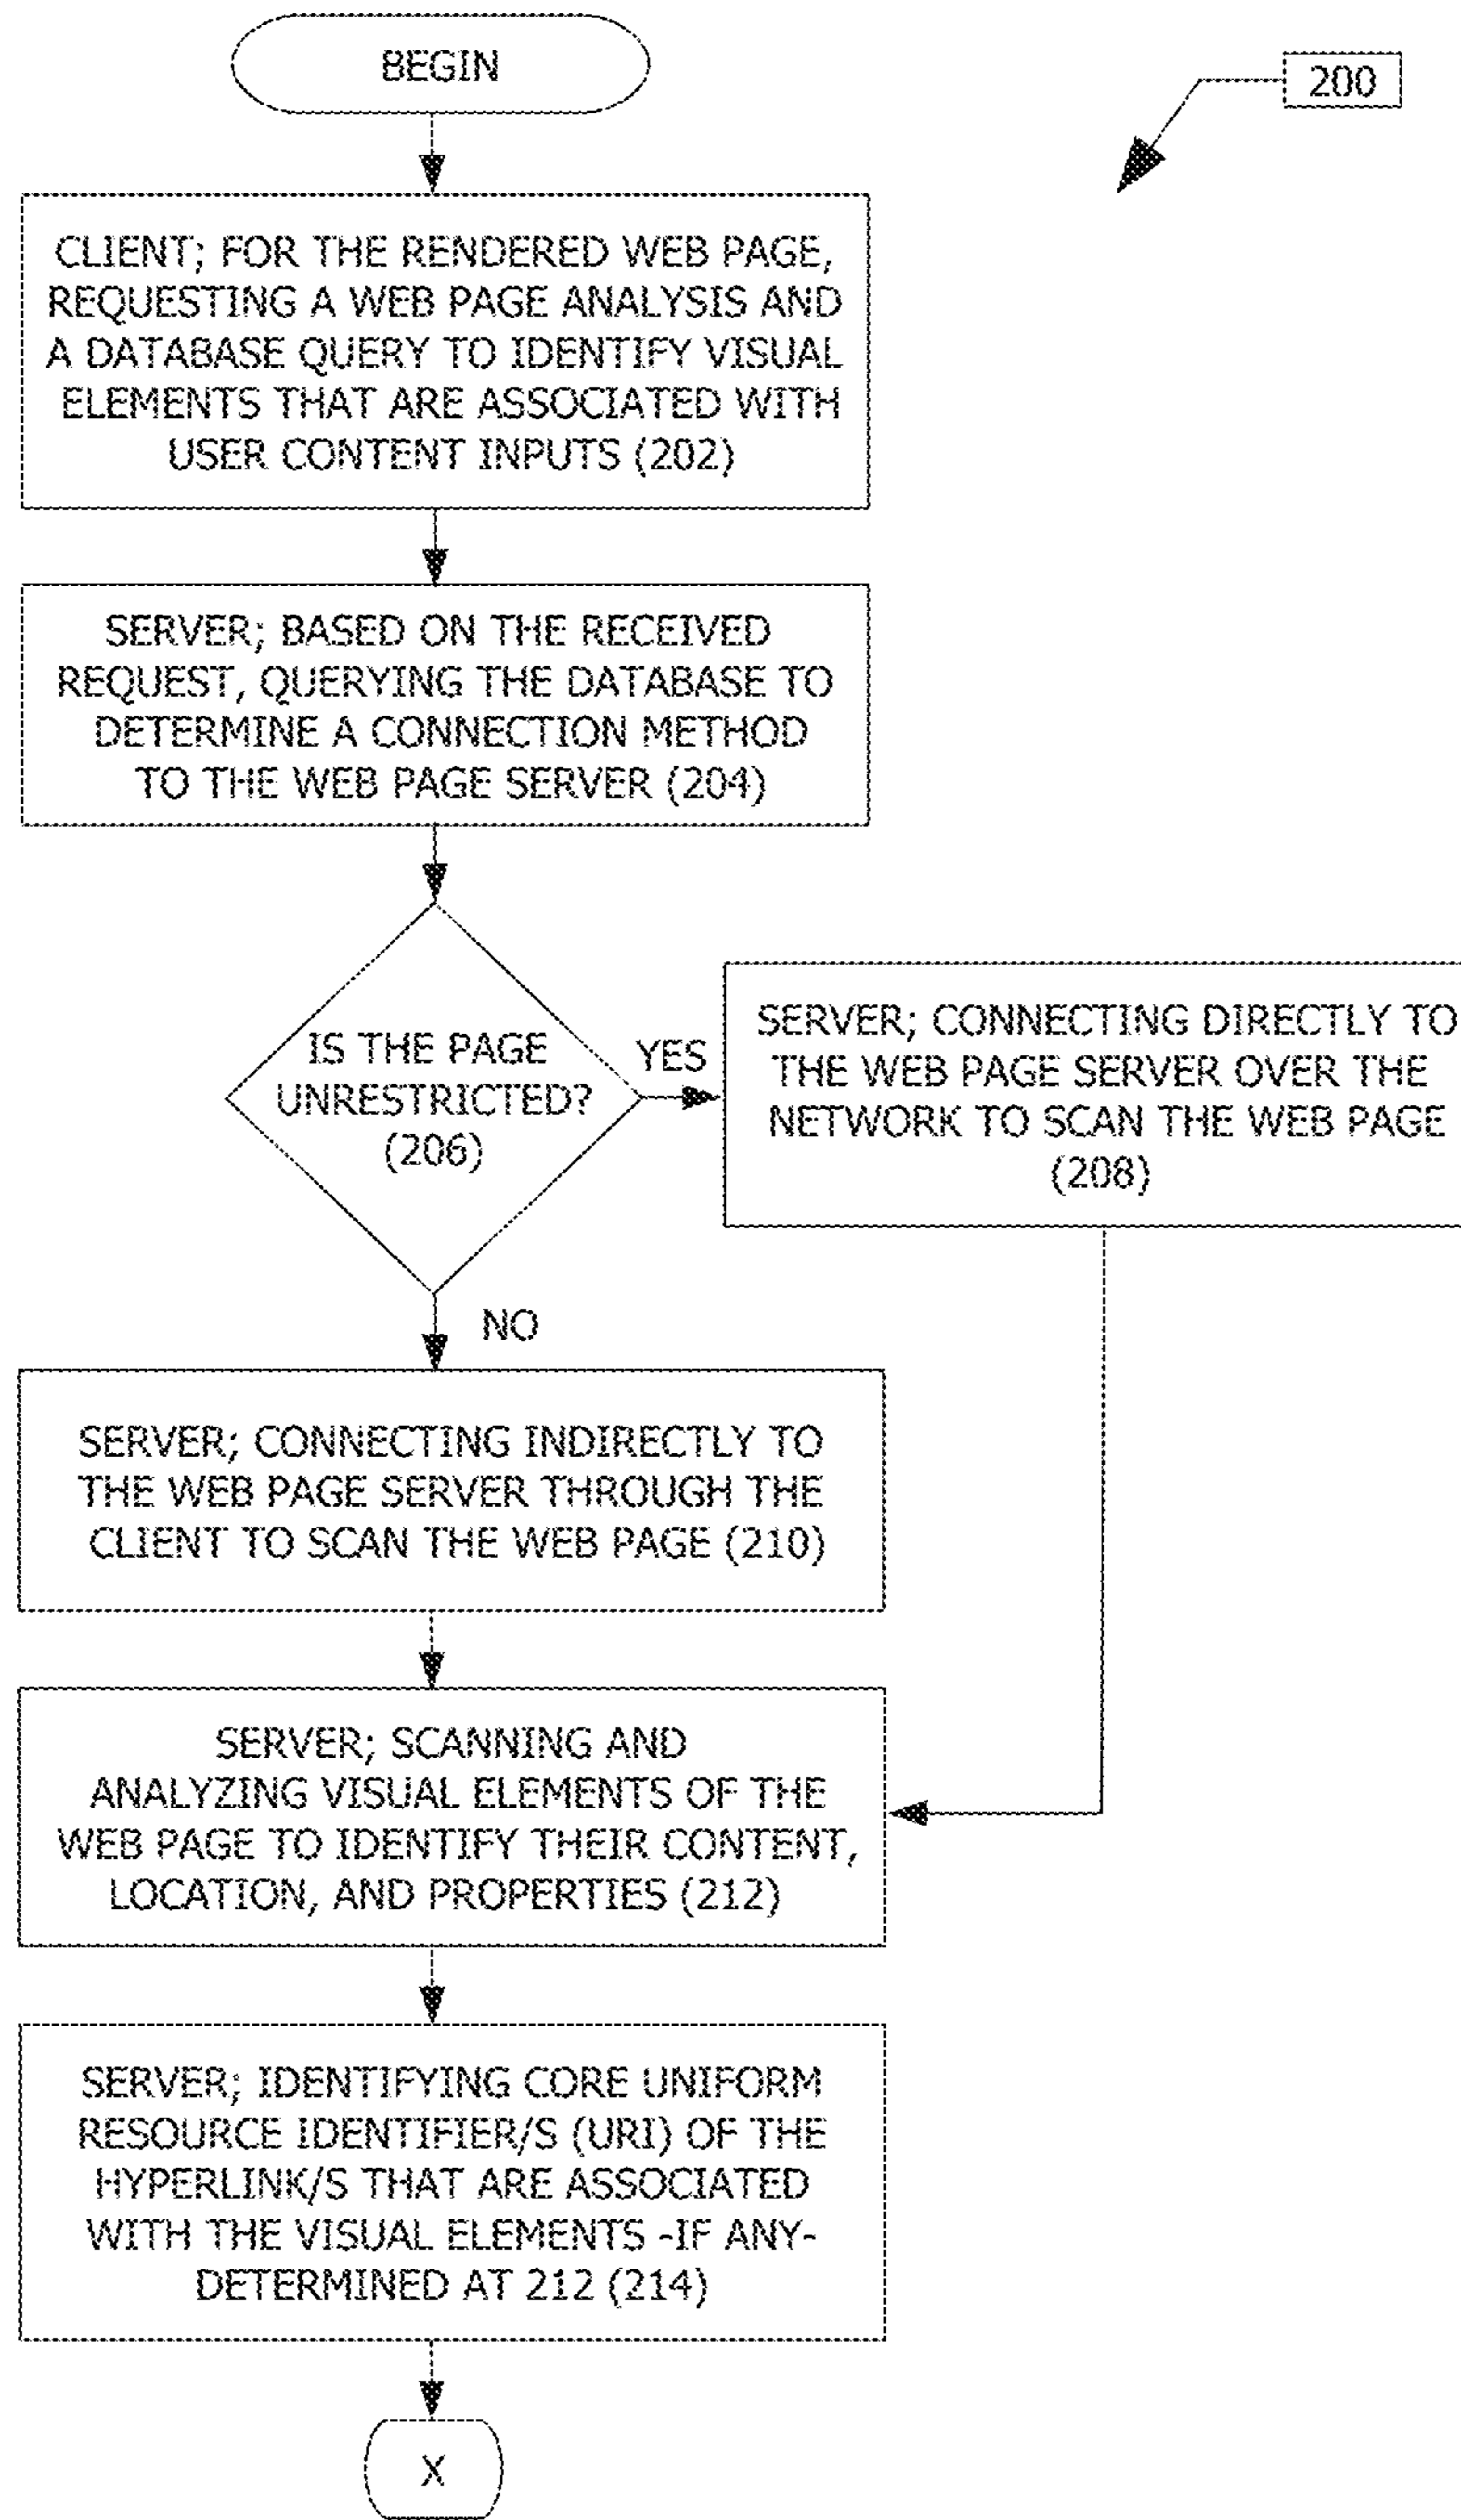 BEGIN
200
CLIENT; FOR THE RENDERED WEB PAGE,
REQUESTING A WEB PAGE ANALYSIS AND
A DATABASE QUERY TO IDENTIFY VISUAL
ELEMENTS THAT ARE ASSOCIATED WITH
USER CONTENT INPUTS (202)
SERVER; BASED ON THE RECEIVED
REQUEST, QUERYING THE DATABASE TO
DETERMINE A CONNECTION METHOD
TO THE WEB PAGE SERVER (204)
IS THE PAGE
UNRESTRICTED?
(206)
YES
SERVER; CONNECTING DIRECTLY TO
THE WEB PAGE SERVER OVER THE
NETWORK TO SCAN THE WEB PAGE
(208)
NO
SERVER; CONNECTING INDIRECTLY TO
THE WEB PAGE SERVER THROUGH THE
CLIENT TO SCAN THE WEB PAGE (210)
SERVER; SCANNING AND
ANALYZING VISUAL ELEMENTS OF THE
WEB PAGE TO IDENTIFY THEIR CONTENT,
LOCATION, AND PROPERTIES (212)
SERVER; IDENTIFYING CORE UNIFORM
RESOURCE IDENTIFIER/S (URI) OF THE
HYPERLINK/S THAT ARE ASSOCIATED
WITH THE VISUAL ELEMENTS -IF ANY-
DETERMINED AT 212 (214)
X